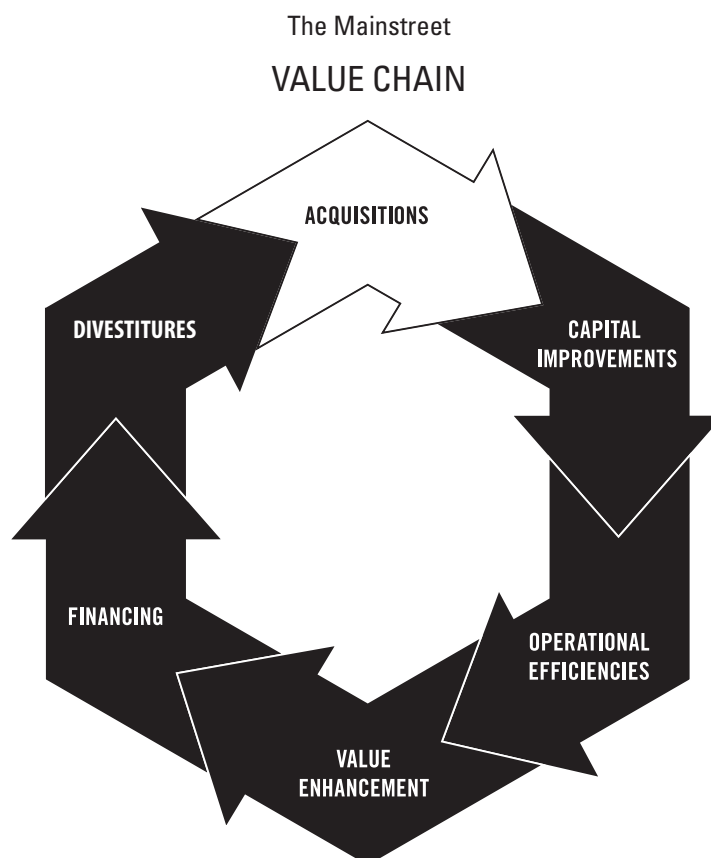 The Mainstreet
VALUE CHAIN
ACQUISITIONS
CAPITAL
IMPROVEMENTS
OPERATIONAL
EFFICIENCIES
VALUE
ENHANCEMENT
FINANCING
DIVESTITURES